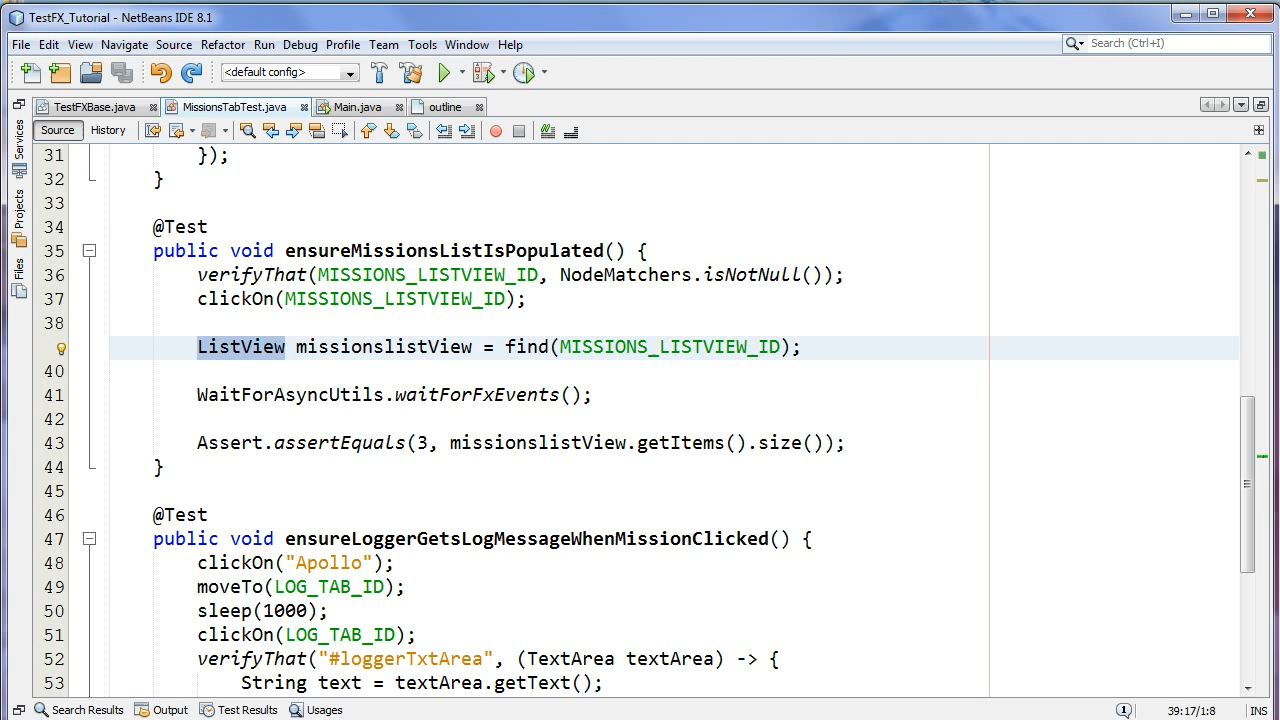 TestFX_Tutorial - NetBeans IDE 8.1
File Edit View Navigate Source Refactor Run Debug Profile Team Tools Window Help
Search (Ctrl+I)
<default config>
TestFXBase.java MissionsTabTest.java Main.java outline
Source History
Services
Projects
Files
31 });
32 }
33
34 @Test
35 public void ensureMissionsListIsPopulated() {
36 verifyThat(MISSIONS_LISTVIEW_ID, NodeMatchers.isNotNull());
37 clickOn(MISSIONS_LISTVIEW_ID);
38
ListView missionslistView = find(MISSIONS_LISTVIEW_ID);
40
41 WaitForAsyncUtils.waitForFxEvents();
42
43 Assert.assertEquals(3, missionslistView.getItems().size());
44 }
45
46 @Test
47 public void ensureLoggerGetsLogMessageWhenMissionClicked() {
48 clickOn("Apollo");
49 moveTo(LOG_TAB_ID);
50 sleep(1000);
51 clickOn(LOG_TAB_ID);
52 verifyThat("#loggerTxtArea", (TextArea textArea) -> {
53 String text = textArea.getText();
Search Results Output Test Results Usages
1 39:17/1:8 INS